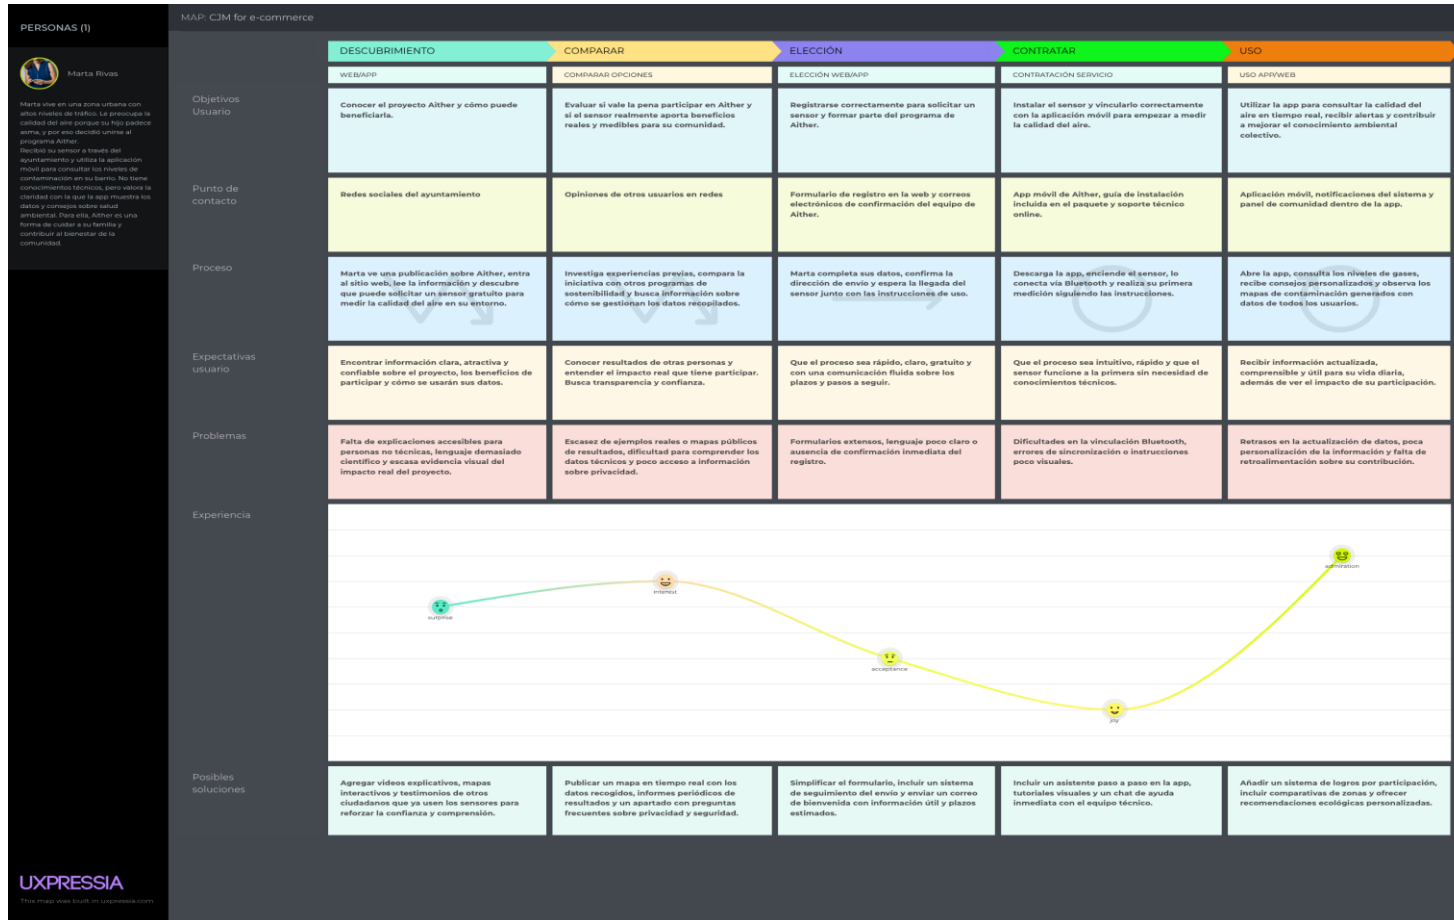 PERSONAS (1)
Marta Rivas
Marta vive en una zona urbana con
altos niveles de tráfico. Le preocupa la
calidad del aire porque su hijo padece
asma, y por eso decidió unirse al
programa Aither.
Recibió su sensor a través del
ayuntamiento y utiliza la aplicación
móvil para consultar los niveles de
contaminación en su barrio. No tiene
conocimientos técnicos, pero valora la
claridad con la que la app muestra los
datos y consejos sobre salud
ambiental. Para ella, Aither es una
forma de cuidar a su familia y
contribuir al bienestar de la
comunidad.
UXPRESSIA
This map was built in uxpressia.com
MAP: CJM for e-commerce
DESCUBRIMIENTO
COMPARAR
ELECCIÓN
CONTRATAR
USO
WEB/APP
COMPARAR OPCIONES
ELECCIÓN WEB/APP
CONTRATACIÓN SERVICIO
USO APP/WEB
Objetivos
Usuario
Conocer el proyecto Aither y cómo puede
beneficiarla.
Evaluar si vale la pena participar en Aither y
si el sensor realmente aporta beneficios
reales y medibles para su comunidad.
Registrarse correctamente para solicitar un
sensor y formar parte del programa de
Aither.
Instalar el sensor y vincularlo correctamente
con la aplicación móvil para empezar a medir
la calidad del aire.
Utilizar la app para consultar la calidad del
aire en tiempo real, recibir alertas y contribuir
a mejorar el conocimiento ambiental
colectivo.
Punto de
contacto
Redes sociales del ayuntamiento
Opiniones de otros usuarios en redes
Formulario de registro en la web y correos
electrónicos de confirmación del equipo de
Aither.
App móvil de Aither, guía de instalación
incluida en el paquete y soporte técnico
online.
Aplicación móvil, notificaciones del sistema y
panel de comunidad dentro de la app.
Proceso
Marta ve una publicación sobre Aither, entra
al sitio web, lee la información y descubre
que puede solicitar un sensor gratuito para
medir la calidad del aire en su entorno.
Investiga experiencias previas, compara la
iniciativa con otros programas de
sostenibilidad y busca información sobre
cómo se gestionan los datos recopilados.
Marta completa sus datos, confirma la
dirección de envío y espera la llegada del
sensor junto con las instrucciones de uso.
Descarga la app, enciende el sensor, lo
conecta vía Bluetooth y realiza su primera
medición siguiendo las instrucciones.
Abre la app, consulta los niveles de gases,
recibe consejos personalizados y observa los
mapas de contaminación generados con
datos de todos los usuarios.
Expectativas
usuario
Encontrar información clara, atractiva y
confiable sobre el proyecto, los beneficios de
participar y cómo se usarán sus datos.
Conocer resultados de otras personas y
entender el impacto real que tiene participar.
Busca transparencia y confianza.
Que el proceso sea rápido, claro, gratuito y
con una comunicación fluida sobre los
plazos y pasos a seguir.
Que el proceso sea intuitivo, rápido y que el
sensor funcione a la primera sin necesidad de
conocimientos técnicos.
Recibir información actualizada,
comprensible y útil para su vida diaria,
además de ver el impacto de su participación.
Problemas
Falta de explicaciones accesibles para
personas no técnicas, lenguaje demasiado
científico y escasa evidencia visual del
impacto real del proyecto.
Escasez de ejemplos reales o mapas públicos
de resultados, dificultad para comprender los
datos técnicos y poco acceso a información
sobre privacidad.
Formularios extensos, lenguaje poco claro o
ausencia de confirmación inmediata del
registro.
Dificultades en la vinculación Bluetooth,
errores de sincronización o instrucciones
poco visuales.
Retrasos en la actualización de datos, poca
personalización de la información y falta de
retroalimentación sobre su contribución.
Experiencia
surprise
interest
acceptance
joy
admiration
Posibles
soluciones
Agregar videos explicativos, mapas
interactivos y testimonios de otros
ciudadanos que ya usen los sensores para
reforzar la confianza y comprensión.
Publicar un mapa en tiempo real con los
datos recogidos, informes periódicos de
resultados y un apartado con preguntas
frecuentes sobre privacidad y seguridad.
Simplificar el formulario, incluir un sistema
de seguimiento del envío y enviar un correo
de bienvenida con información útil y plazos
estimados.
Incluir un asistente paso a paso en la app,
tutoriales visuales y un chat de ayuda
inmediata con el equipo técnico.
Añadir un sistema de logros por participación,
incluir comparativas de zonas y ofrecer
recomendaciones ecológicas personalizadas.